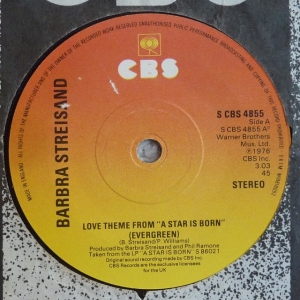 CBS
BARBRA STREISAND
S CBS 4855
Side A
S CBS 4855 A°
Warner Brothers
Mus. Ltd.
℗1976
CBS Inc.
3.03
45
STEREO
LOVE THEME FROM "A STAR IS BORN"
(EVERGREEN)
(B. Streisand/P. Williams)
Produced by Barbra Streisand and Phil Ramone
Taken from the LP "A STAR IS BORN" S 86021
Original sound recording made by CBS Inc.
CBS Records are the exclusive licensees
for the UK
MADE IN ENGLAND
ALL RIGHTS OF THE MANUFACTURER AND OF THE OWNER OF THE RECORDED WORK RESERVED UNAUTHORISED PUBLIC PERFORMANCE BROADCASTING AND COPYING OF THIS RECORD PROHIBITED